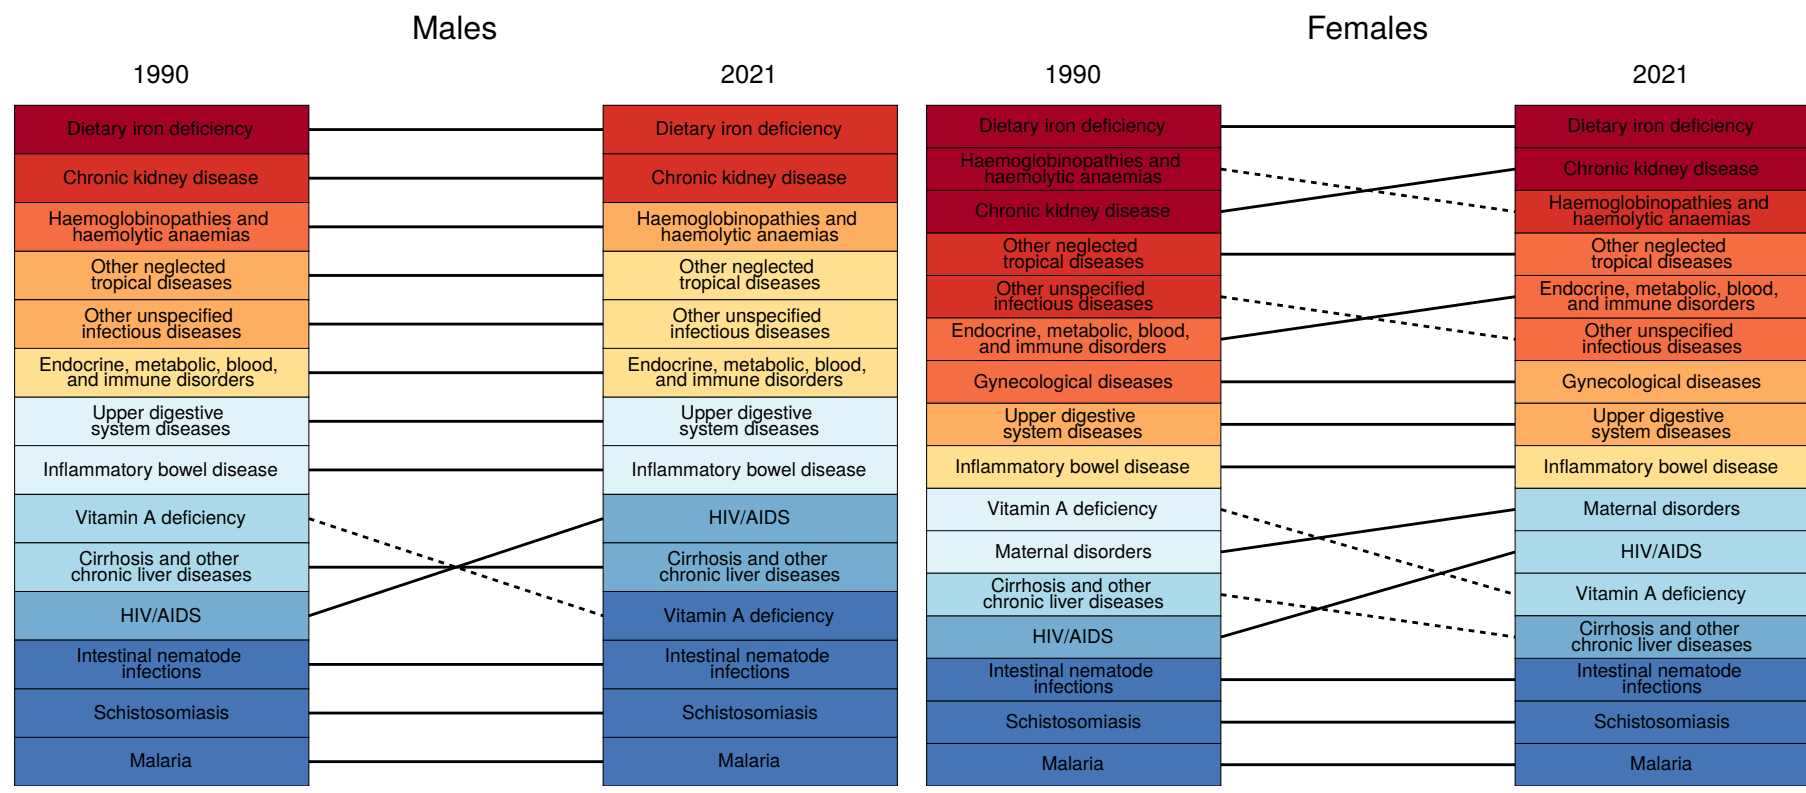 Males
1990
2021
Dietary iron deficiency
Chronic kidney disease
Haemoglobinopathies and
haemolytic anaemias
Other neglected
tropical diseases
Other unspecified
infectious diseases
Endocrine, metabolic, blood,
and immune disorders
Upper digestive
system diseases
Inflammatory bowel disease
Vitamin A deficiency
Cirrhosis and other
chronic liver diseases
HIV/AIDS
Intestinal nematode
infections
Schistosomiasis
Malaria
Dietary iron deficiency
Chronic kidney disease
Haemoglobinopathies and
haemolytic anaemias
Other neglected
tropical diseases
Other unspecified
infectious diseases
Endocrine, metabolic, blood,
and immune disorders
Upper digestive
system diseases
Inflammatory bowel disease
HIV/AIDS
Cirrhosis and other
chronic liver diseases
Vitamin A deficiency
Intestinal nematode
infections
Schistosomiasis
Malaria
Females
1990
2021
Dietary iron deficiency
Haemoglobinopathies and
haemolytic anaemias
Chronic kidney disease
Other neglected
tropical diseases
Other unspecified
infectious diseases
Endocrine, metabolic, blood,
and immune disorders
Gynecological diseases
Upper digestive
system diseases
Inflammatory bowel disease
Vitamin A deficiency
Maternal disorders
Cirrhosis and other
chronic liver diseases
HIV/AIDS
Intestinal nematode
infections
Schistosomiasis
Malaria
Dietary iron deficiency
Chronic kidney disease
Haemoglobinopathies and
haemolytic anaemias
Other neglected
tropical diseases
Endocrine, metabolic, blood,
and immune disorders
Other unspecified
infectious diseases
Gynecological diseases
Upper digestive
system diseases
Inflammatory bowel disease
Maternal disorders
HIV/AIDS
Vitamin A deficiency
Cirrhosis and other
chronic liver diseases
Intestinal nematode
infections
Schistosomiasis
Malaria